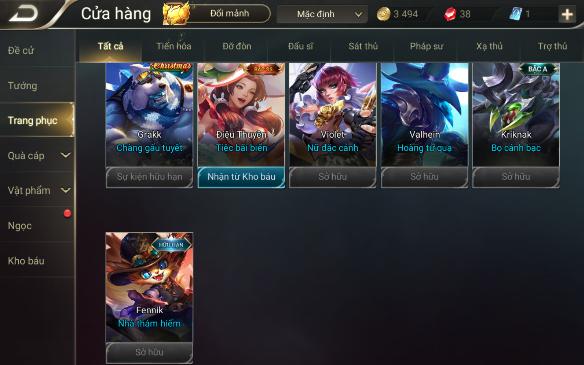 Cửa hàng
Đổi mảnh
Mặc định
3 494
38
1
Đề cử
Tướng
Trang phục
Quà cáp
Vật phẩm
Ngọc
Kho báu
Tất cả
Tiến hóa
Đỡ đòn
Đấu sĩ
Sát thủ
Pháp sư
Xạ thủ
Trợ thủ
Christmas
Grakk
Chàng gấu tuyết
Sự kiện hữu hạn
Điêu Thuyền
Tiệc bãi biển
Nhận từ Kho báu
Violet
Nữ đặc cảnh
Sở hữu
Valhein
Hoàng tử quạ
Sở hữu
BẬC A
Kriknak
Bọ cánh bạc
Sở hữu
HỮU HẠN
Fennik
Nhà thám hiểm
Sở hữu